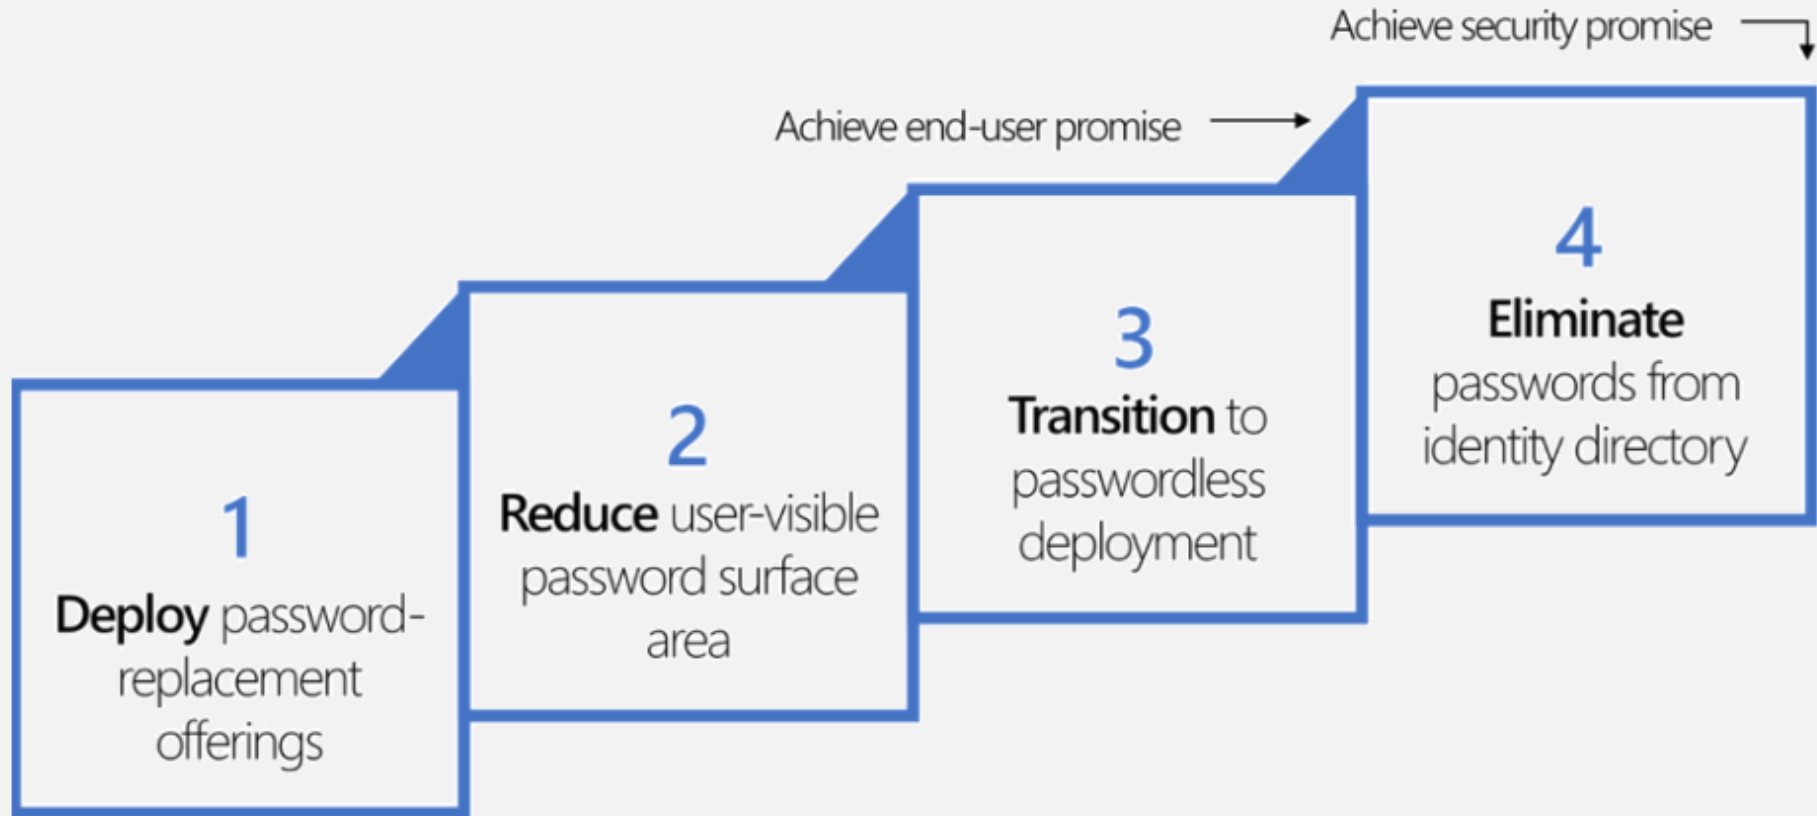 Achieve security promise
Achieve end-user promise
1
Deploy password-
replacement
offerings
2
Reduce user-visible
password surface
area
3
Transition to
passwordless
deployment
4
Eliminate
passwords from
identity directory